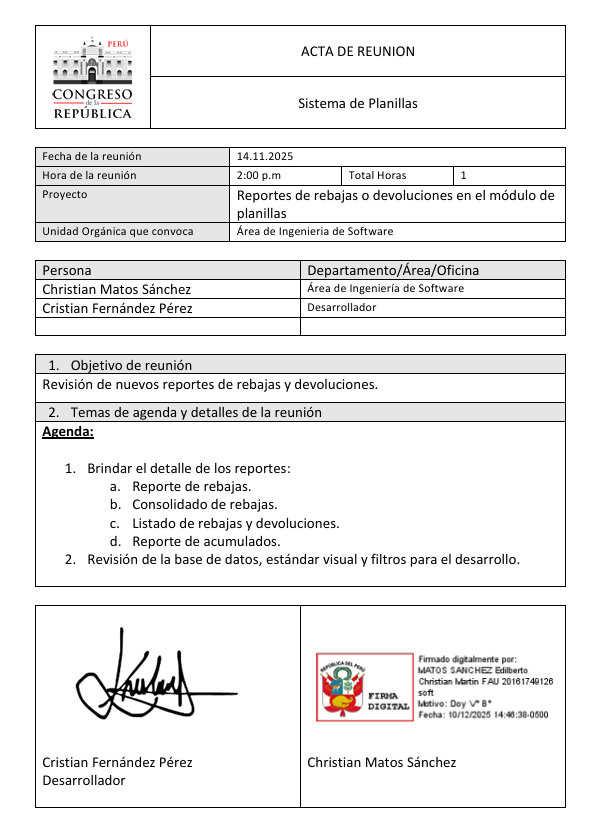 PERÚ
CONGRESO
de la
REPÚBLICA
ACTA DE REUNION
Sistema de Planillas
Fecha de la reunión 14.11.2025
Hora de la reunión 2:00 p.m Total Horas 1
Proyecto Reportes de rebajas o devoluciones en el módulo de
planillas
Unidad Orgánica que convoca Área de Ingenieria de Software
Persona Departamento/Área/Oficina
Christian Matos Sánchez Área de Ingeniería de Software
Cristian Fernández Pérez Desarrollador
1. Objetivo de reunión
Revisión de nuevos reportes de rebajas y devoluciones.
2. Temas de agenda y detalles de la reunión
Agenda:
1. Brindar el detalle de los reportes:
a. Reporte de rebajas.
b. Consolidado de rebajas.
c. Listado de rebajas y devoluciones.
d. Reporte de acumulados.
2. Revisión de la base de datos, estándar visual y filtros para el desarrollo.
Cristian Fernández Pérez
Desarrollador
REPÚBLICA DEL PERÚ
FIRMA
DIGITAL
Firmado digitalmente por:
MATOS SANCHEZ Edilberto
Christian Martin FAU 20161749126
soft
Motivo: Doy V° B°
Fecha: 10/12/2025 14:46:38-0500
Christian Matos Sánchez